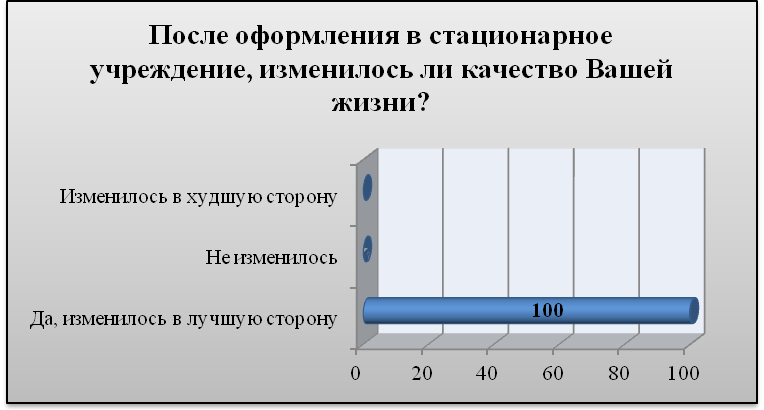 После оформления в стационарное
учреждение, изменилось ли качество Вашей
жизни?
Изменилось в худшую сторону
Не изменилось
Да, изменилось в лучшую сторону
100
0 20 40 60 80 100